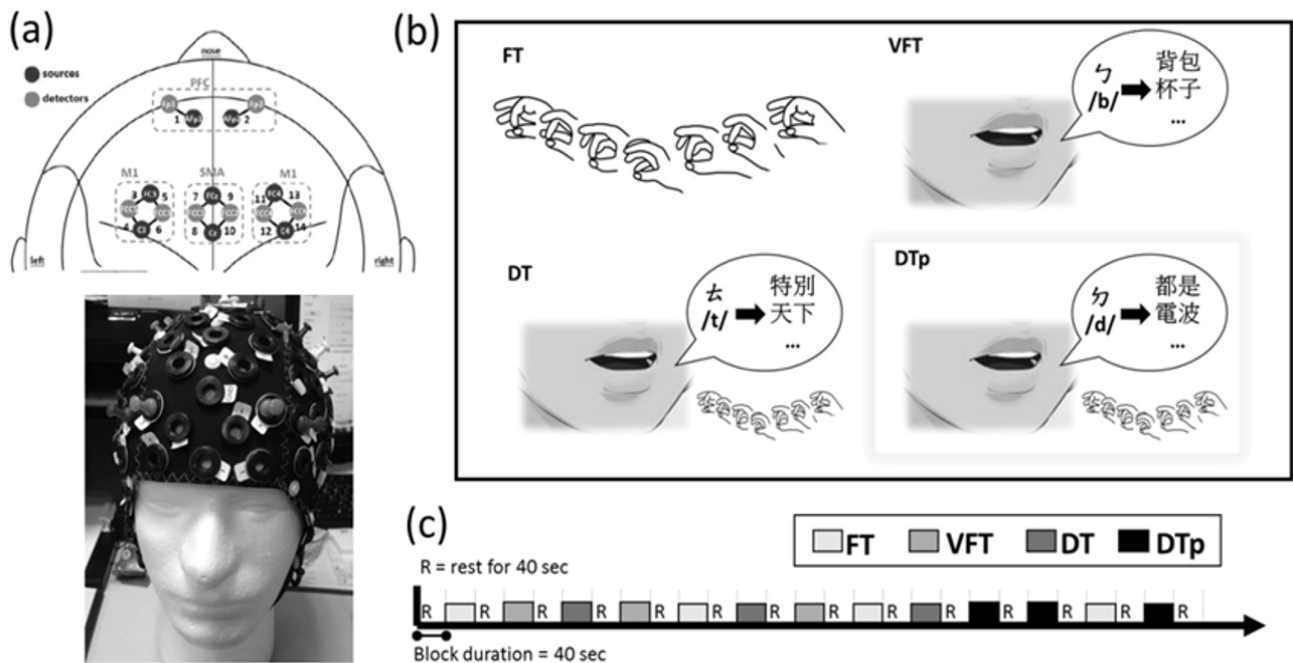 (a)
nose
sources
detectors
PFC
Fp1
Fp2
1
2
M1
SMA
M1
3
FC3
5
7
FCz
9
11
FC4
13
4
C3
6
8
Cz
10
12
C4
14
left
right
(b)
FT
VFT
ㄅ
/b/
背包
杯子
...
DT
ㄊ
/t/
特別
天下
...
DTp
ㄉ
/d/
都是
電波
...
(c)
FT VFT DT DTp
R = rest for 40 sec
R R R R R R R R R R R R R R
Block duration = 40 sec